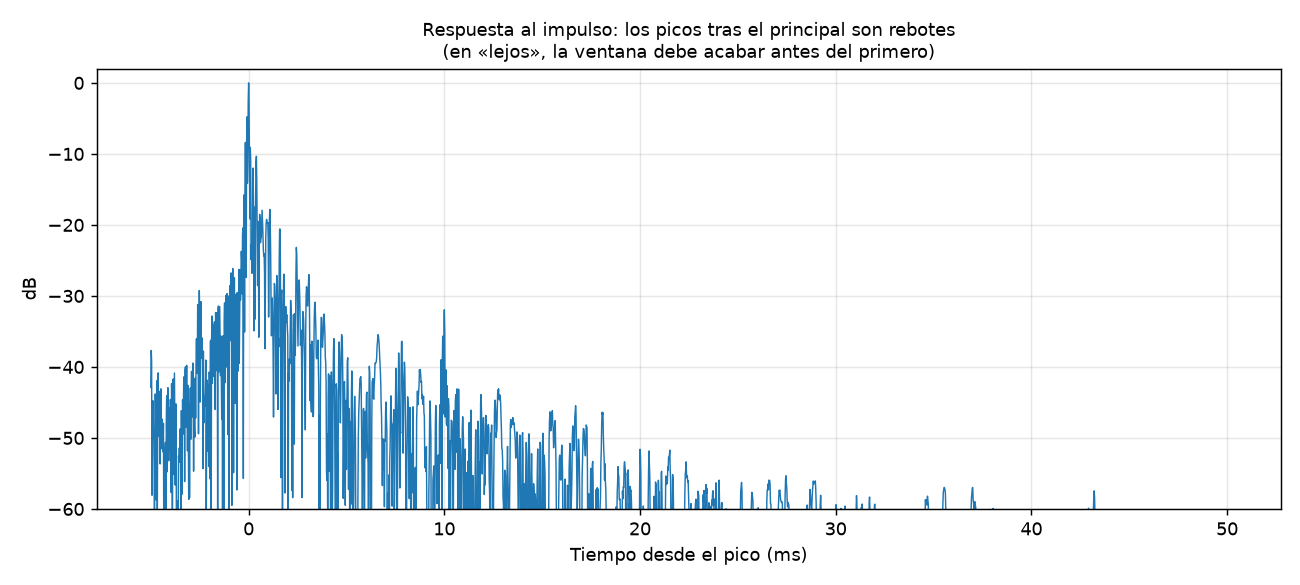 Respuesta al impulso: los picos tras el principal son rebotes
(en «lejos», la ventana debe acabar antes del primero)
0
−10
−20
−30
−40
−50
−60
dB
0 10 20 30 40 50
Tiempo desde el pico (ms)